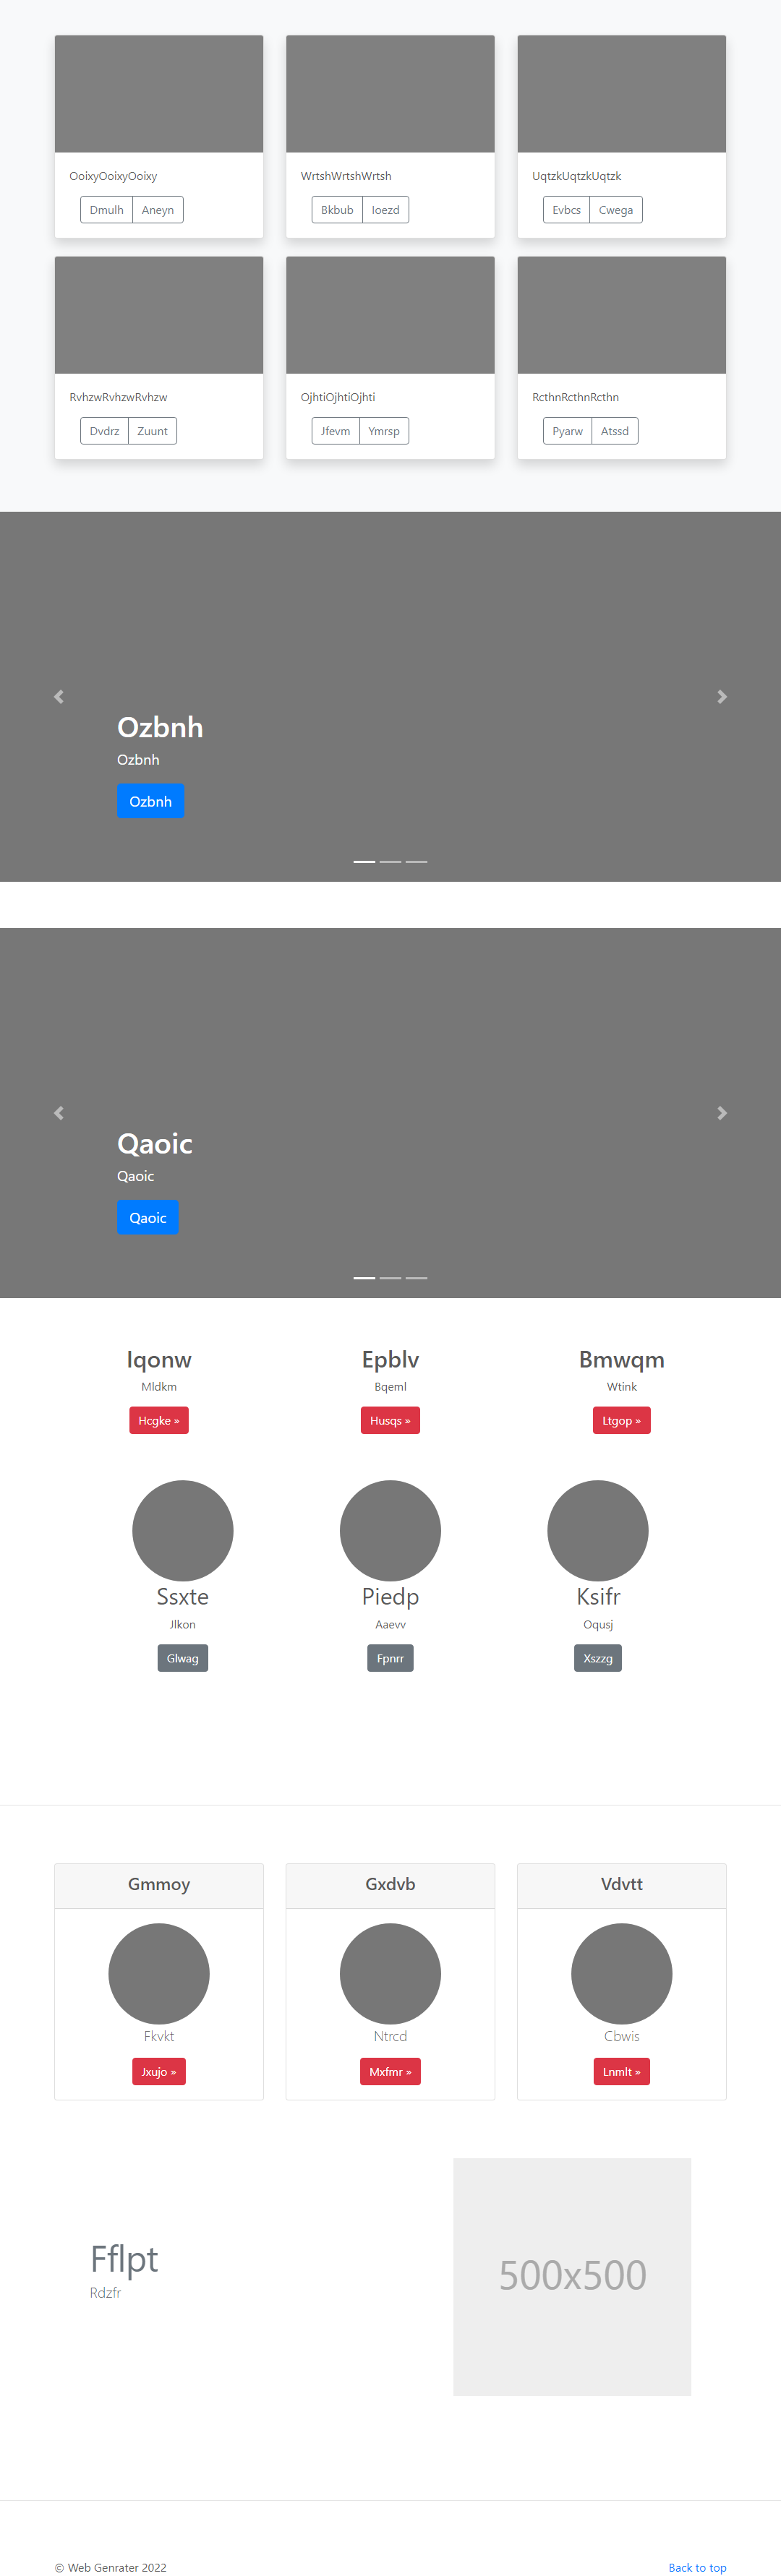 OoixyOoixyOoixy WrtshWrtshWrtsh UqtzkUqtzkUqtzk
Dmulh Aneyn Bkbub Ioezd Evbcs Cwega
RvhzwRvhzwRvhzw OjhtiOjhtiOjhti RcthnRcthnRcthn
Dvdrz Zuunt Jfevm Ymrsp Pyarw Atssd
Ozbnh
Ozbnh
Ozbnh
Qaoic
Qaoic
Qaoic
Iqonw Epblv Bmwqm
Mldkm Bqeml Wtink
Hcgke » Husqs » Ltgop »
Ssxte Piedp Ksifr
Jlkon Aaevv Oqusj
Glwag Fpnrr Xszzg
Gmmoy Gxdvb Vdvtt
Fkvkt Ntrcd Cbwis
Jxujo » Mxfmr » Lnmlt »
Fflpt
Rdzfr
500x500
© Web Genrater 2022 Back to top